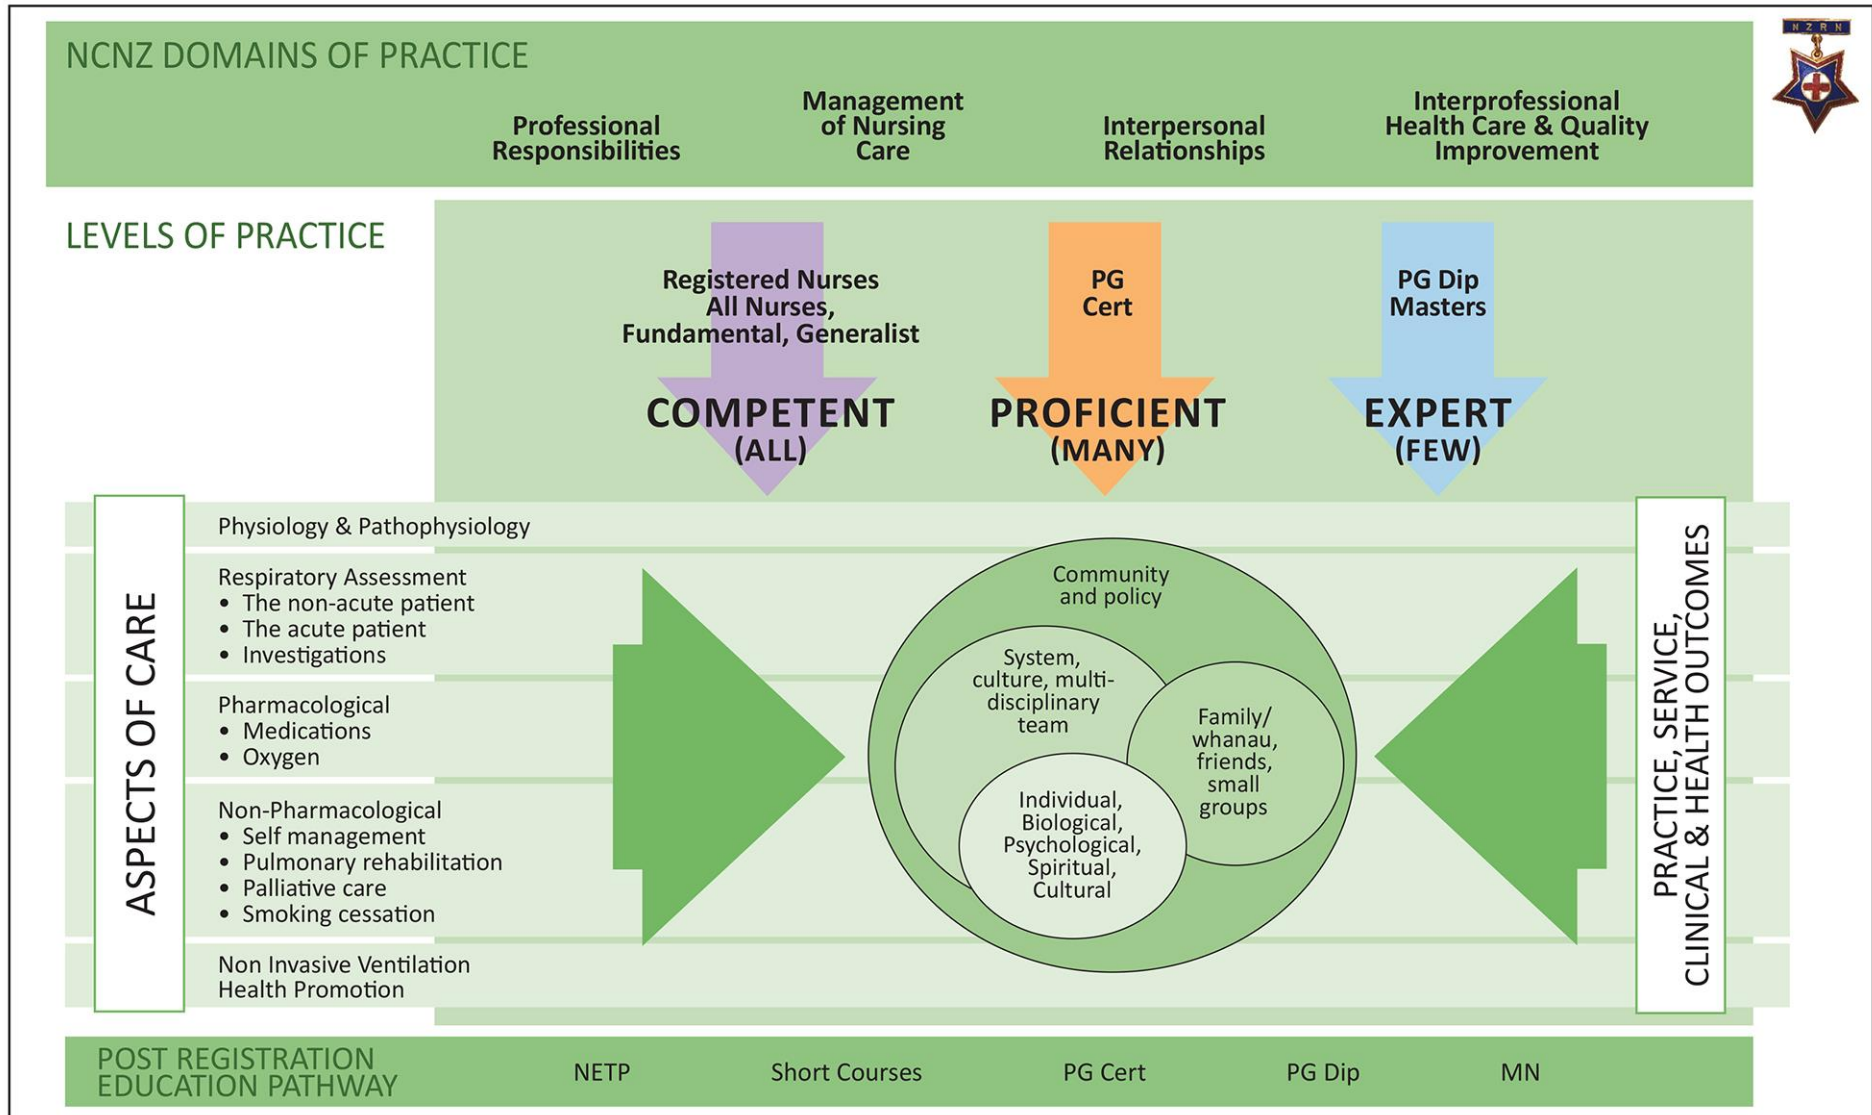 NCNZ DOMAINS OF PRACTICE
Professional
Responsibilities
Management
of Nursing
Care
Interpersonal
Relationships
Interprofessional
Health Care & Quality
Improvement
NZRN
LEVELS OF PRACTICE
Registered Nurses
All Nurses,
Fundamental, Generalist
COMPETENT
(ALL)
PG
Cert
PROFICIENT
(MANY)
PG Dip
Masters
EXPERT
(FEW)
ASPECTS OF CARE
Physiology & Pathophysiology
Respiratory Assessment
• The non-acute patient
• The acute patient
• Investigations
Pharmacological
• Medications
• Oxygen
Non-Pharmacological
• Self management
• Pulmonary rehabilitation
• Palliative care
• Smoking cessation
Non Invasive Ventilation
Health Promotion
Community
and policy
System,
culture, multi-
disciplinary
team
Family/
whanau,
friends,
small
groups
Individual,
Biological,
Psychological,
Spiritual,
Cultural
PRACTICE, SERVICE,
CLINICAL & HEALTH OUTCOMES
POST REGISTRATION
EDUCATION PATHWAY
NETP
Short Courses
PG Cert
PG Dip
MN